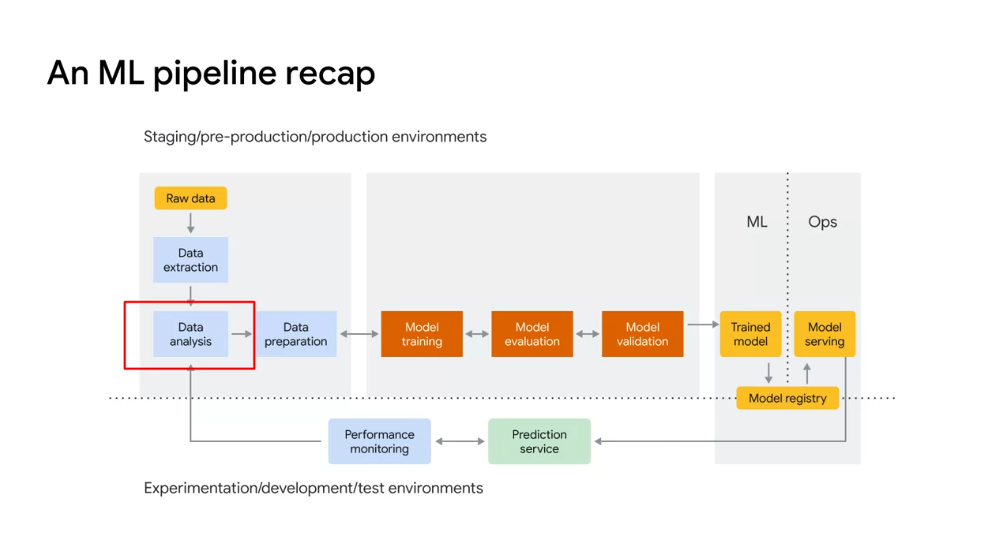 An ML pipeline recap
Staging/pre-production/production environments
Raw data
Data
extraction
Data
analysis
Data
preparation
Model
training
Model
evaluation
Model
validation
ML
Ops
Trained
model
Model
serving
Model registry
Performance
monitoring
Prediction
service
Experimentation/development/test environments